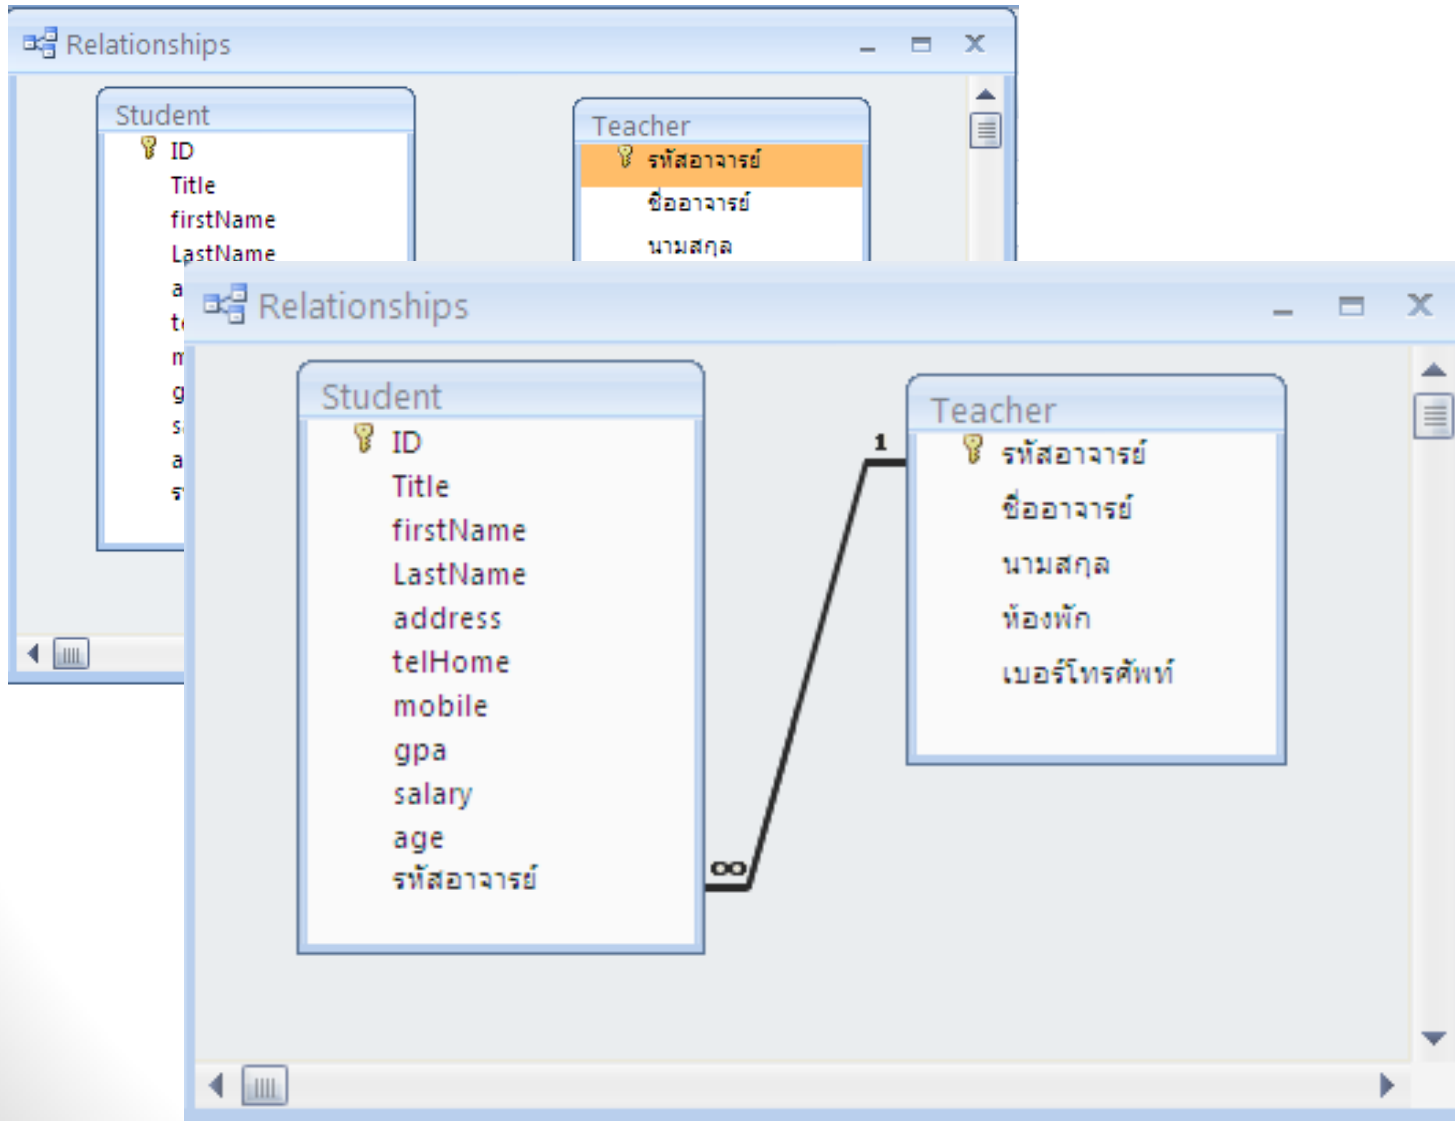 Relationships
Student
ID
Title
firstName
LastName
Teacher
รหัสอาจารย์
ชื่ออาจารย์
นามสกุล
Relationships
Student
ID
Title
firstName
LastName
address
telHome
mobile
gpa
salary
age
รหัสอาจารย์
1
∞
Teacher
รหัสอาจารย์
ชื่ออาจารย์
นามสกุล
ห้องพัก
เบอร์โทรศัพท์